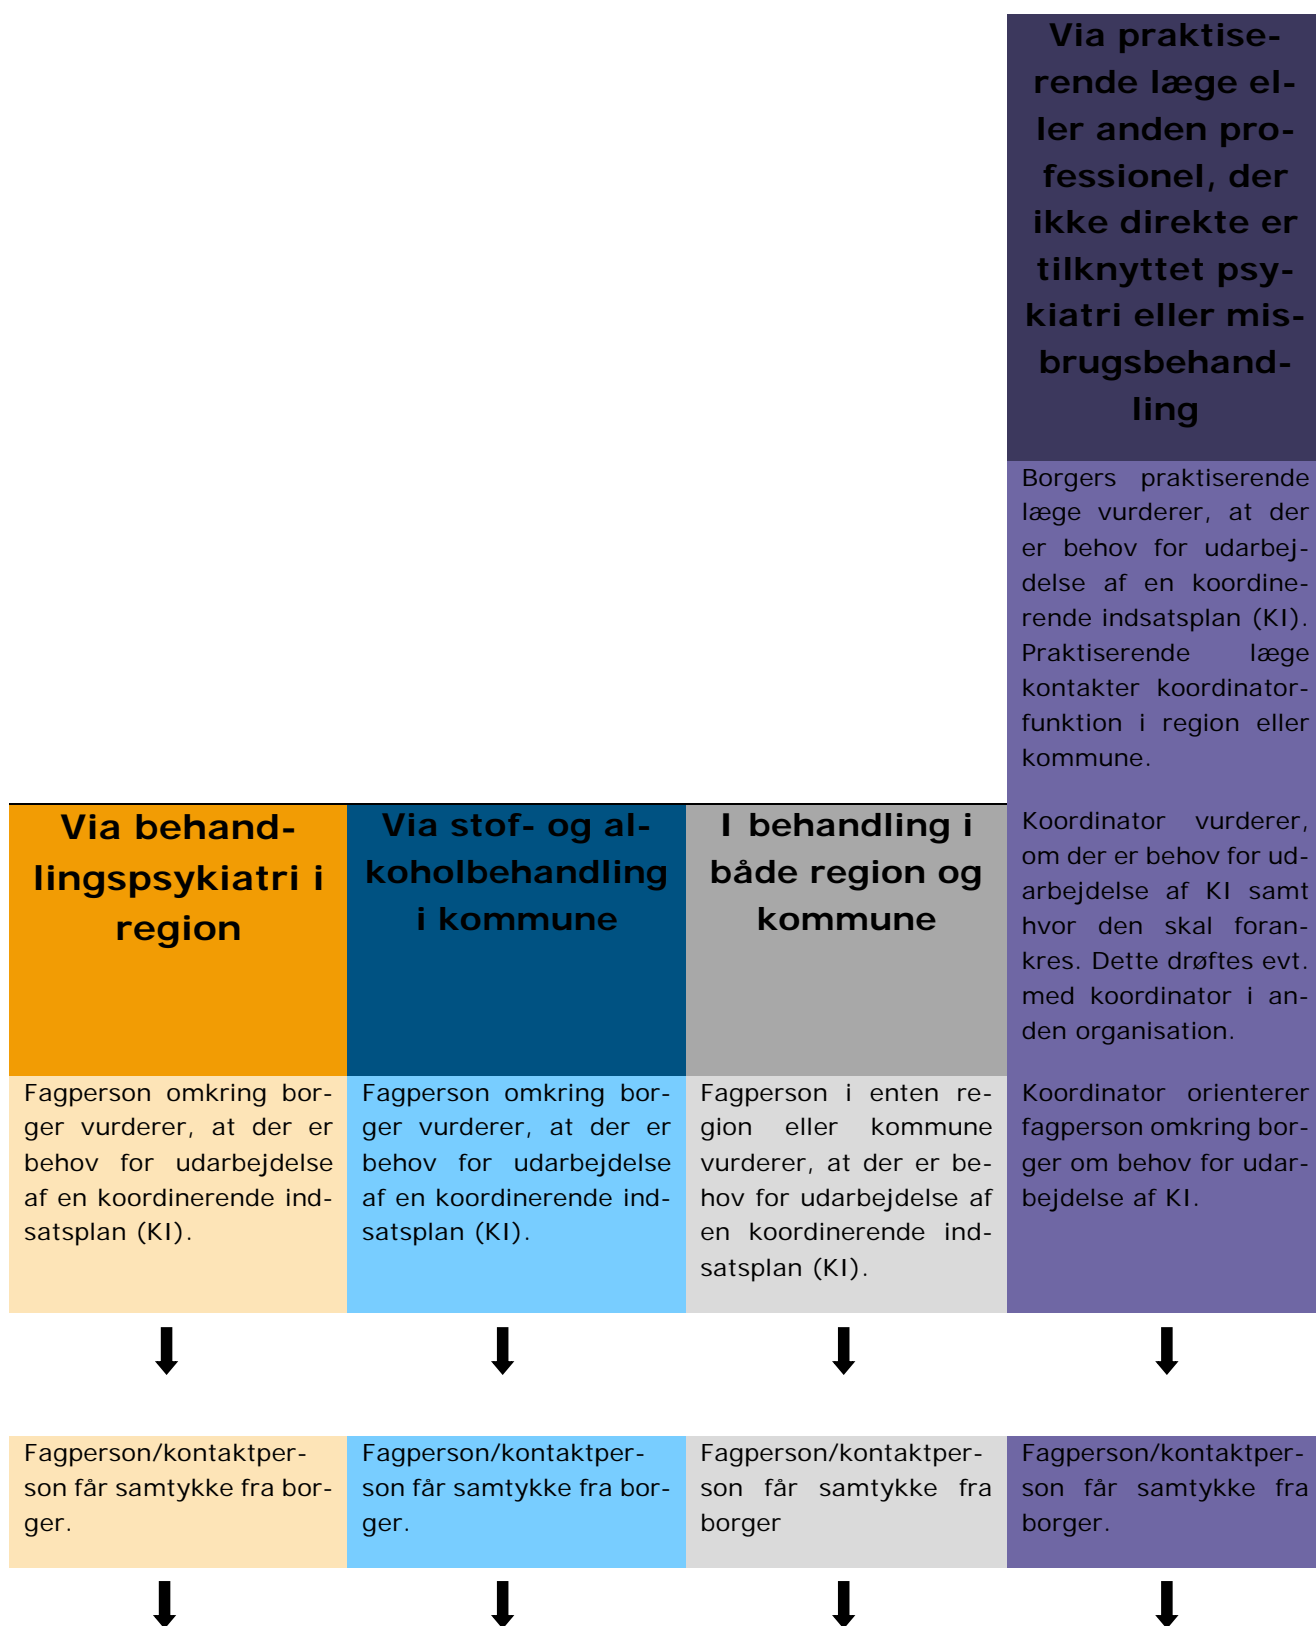 Via praktise-
rende læge el-
ler anden pro-
fessionel, der
ikke direkte er
tilknyttet psy-
kiatri eller mis-
brugsbehand-
ling
Borgers praktiserende
læge vurderer, at der
er behov for udarbej-
delse af en koordine-
rende indsatsplan (KI).
Praktiserende læge
kontakter koordinator-
funktion i region eller
kommune.
Koordinator vurderer,
om der er behov for ud-
arbejdelse af KI samt
hvor den skal foran-
kres. Dette drøftes evt.
med koordinator i an-
den organisation.
Koordinator orienterer
fagperson omkring bor-
ger om behov for udar-
bejdelse af KI.
Via behand-
lingspsykiatri i
region
Via stof- og al-
koholbehandling
i kommune
I behandling i
både region og
kommune
Fagperson omkring bor-
ger vurderer, at der er
behov for udarbejdelse
af en koordinerende ind-
satsplan (KI).
Fagperson omkring bor-
ger vurderer, at der er
behov for udarbejdelse
af en koordinerende ind-
satsplan (KI).
Fagperson i enten re-
gion eller kommune
vurderer, at der er be-
hov for udarbejdelse af
en koordinerende ind-
satsplan (KI).
Fagperson/kontaktper-
son får samtykke fra bor-
ger.
Fagperson/kontaktper-
son får samtykke fra bor-
ger.
Fagperson/kontaktper-
son får samtykke fra
borger
Fagperson/kontaktper-
son får samtykke fra
borger.